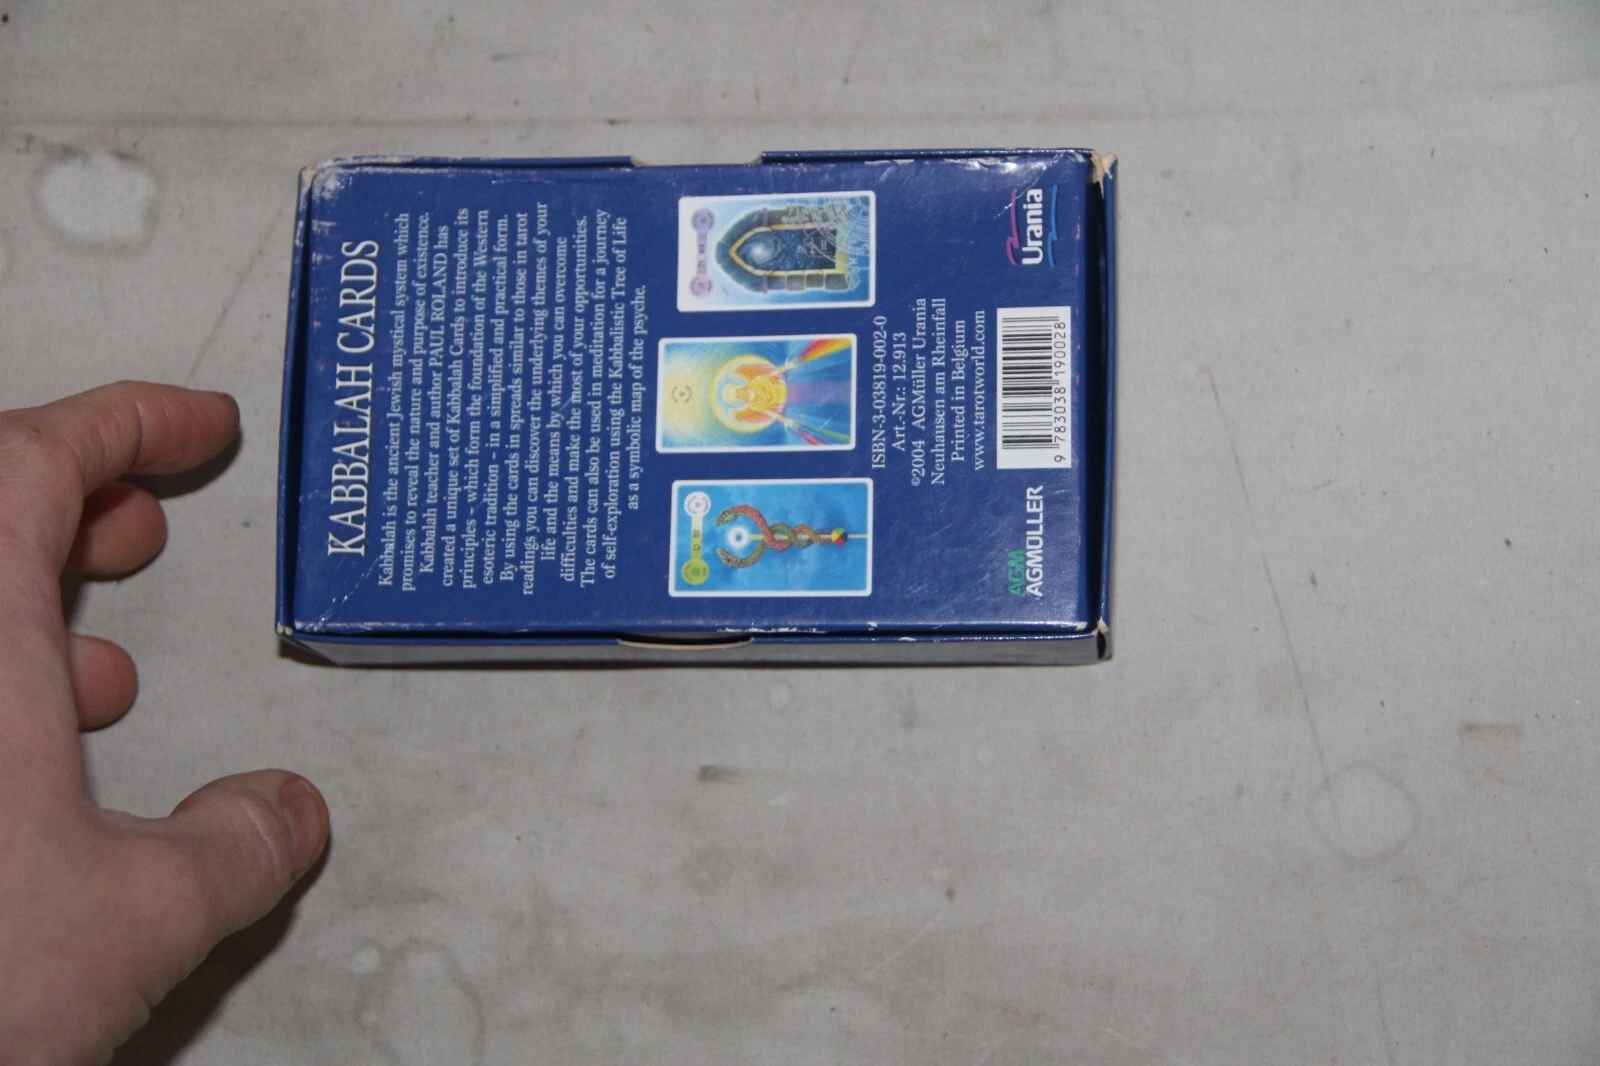 KABBALAH CARDS
Kabbalah is the ancient Jewish mystical system which
promises to reveal the nature and purpose of existence.
Kabbalah teacher and author PAUL ROLAND has
created a unique set of Kabbalah Cards to introduce its
principles – which form the foundation of the Western
esoteric tradition – in a simplified and practical form.
By using the cards in spreads similar to those in tarot
readings you can discover the underlying themes of your
life and the means by which you can overcome
difficulties and make the most of your opportunities.
The cards can also be used in meditation for a journey
of self-exploration using the Kabbalistic Tree of Life
as a symbolic map of the psyche.
ISBN-3-03819-002-0
Art.-Nr.: 12.913
©2004 AGMüller Urania
Neuhausen am Rheinfall
Printed in Belgium
www.tarotworld.com
AGM
AGMÜLLER
9 783038 190028
Urania